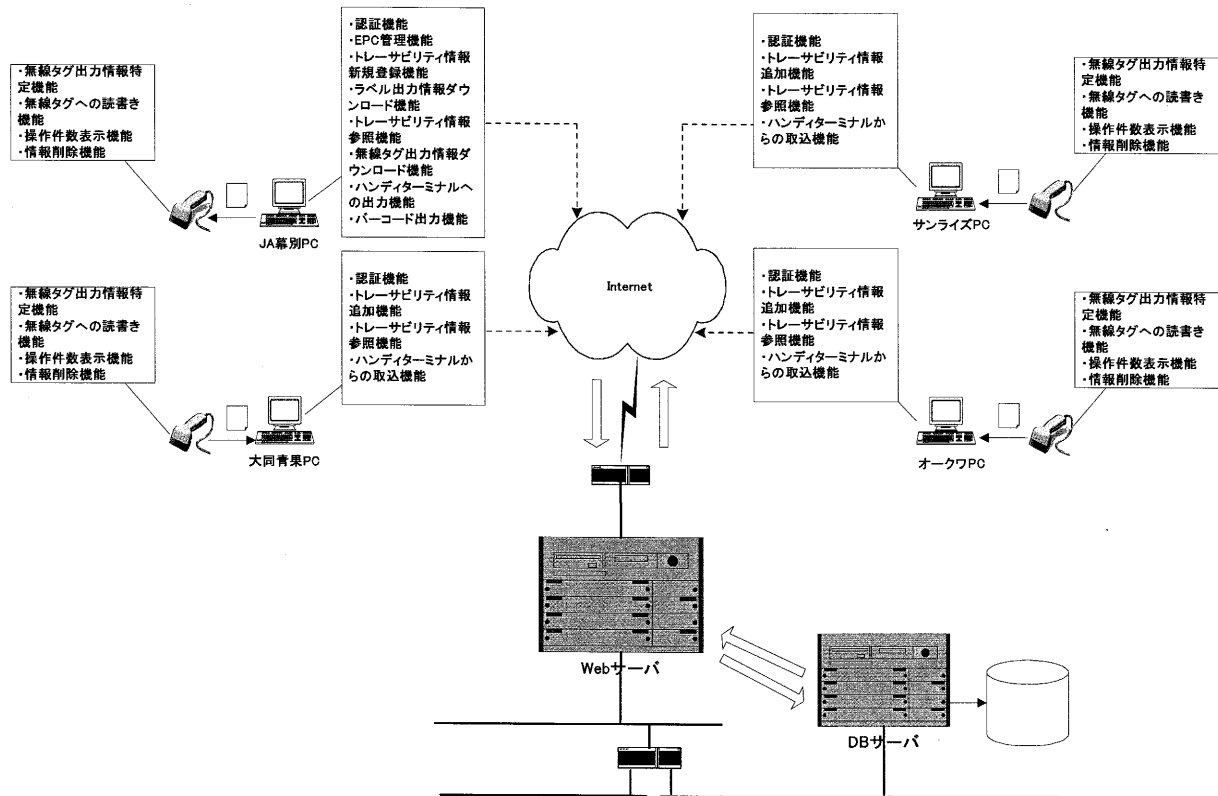 ・無線タグ出力情報特
定機能
・無線タグへの読書き
機能
・操作件数表示機能
・情報削除機能
・認証機能
・EPC管理機能
・トレーサビリティ情報
新規登録機能
・ラベル出力情報ダウ
ンロード機能
・トレーサビリティ情報
参照機能
・無線タグ出力情報ダ
ウンロード機能
・ハンディターミナルへ
の出力機能
・バーコード出力機能
JA幕別PC
・認証機能
・トレーサビリティ情報
追加機能
・トレーサビリティ情報
参照機能
・ハンディターミナルか
らの取込機能
・無線タグ出力情報特
定機能
・無線タグへの読書き
機能
・操作件数表示機能
・情報削除機能
サンライズPC
・無線タグ出力情報特
定機能
・無線タグへの読書き
機能
・操作件数表示機能
・情報削除機能
・認証機能
・トレーサビリティ情報
追加機能
・トレーサビリティ情報
参照機能
・ハンディターミナルか
らの取込機能
大同青果PC
Internet
・認証機能
・トレーサビリティ情報
追加機能
・トレーサビリティ情報
参照機能
・ハンディターミナルか
らの取込機能
・無線タグ出力情報特
定機能
・無線タグへの読書き
機能
・操作件数表示機能
・情報削除機能
オークワPC
Webサーバ
DBサーバ